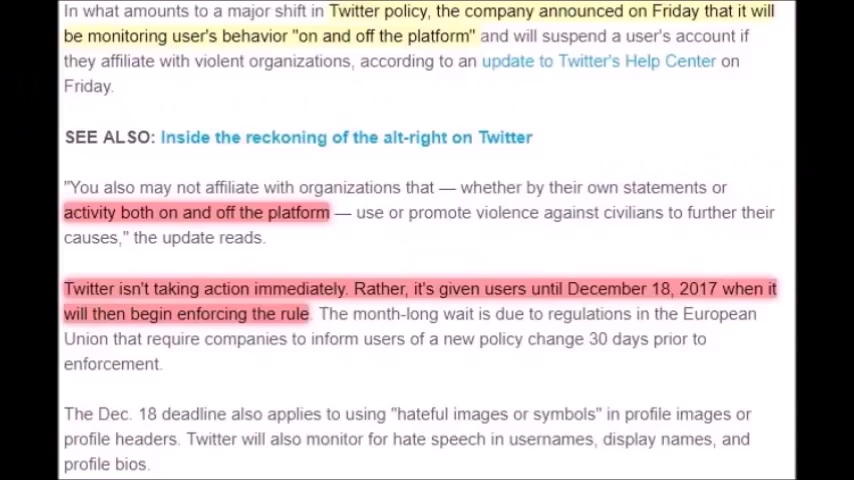 In what amounts to a major shift in Twitter policy, the company announced on Friday that it will
be monitoring user's behavior "on and off the platform" and will suspend a user's account if
they affiliate with violent organizations, according to an update to Twitter's Help Center on
Friday.
SEE ALSO: Inside the reckoning of the alt-right on Twitter
"You also may not affiliate with organizations that — whether by their own statements or
activity both on and off the platform — use or promote violence against civilians to further their
causes," the update reads.
Twitter isn't taking action immediately. Rather, it's given users until December 18, 2017 when it
will then begin enforcing the rule. The month-long wait is due to regulations in the European
Union that require companies to inform users of a new policy change 30 days prior to
enforcement.
The Dec. 18 deadline also applies to using "hateful images or symbols" in profile images or
profile headers. Twitter will also monitor for hate speech in usernames, display names, and
profile bios.